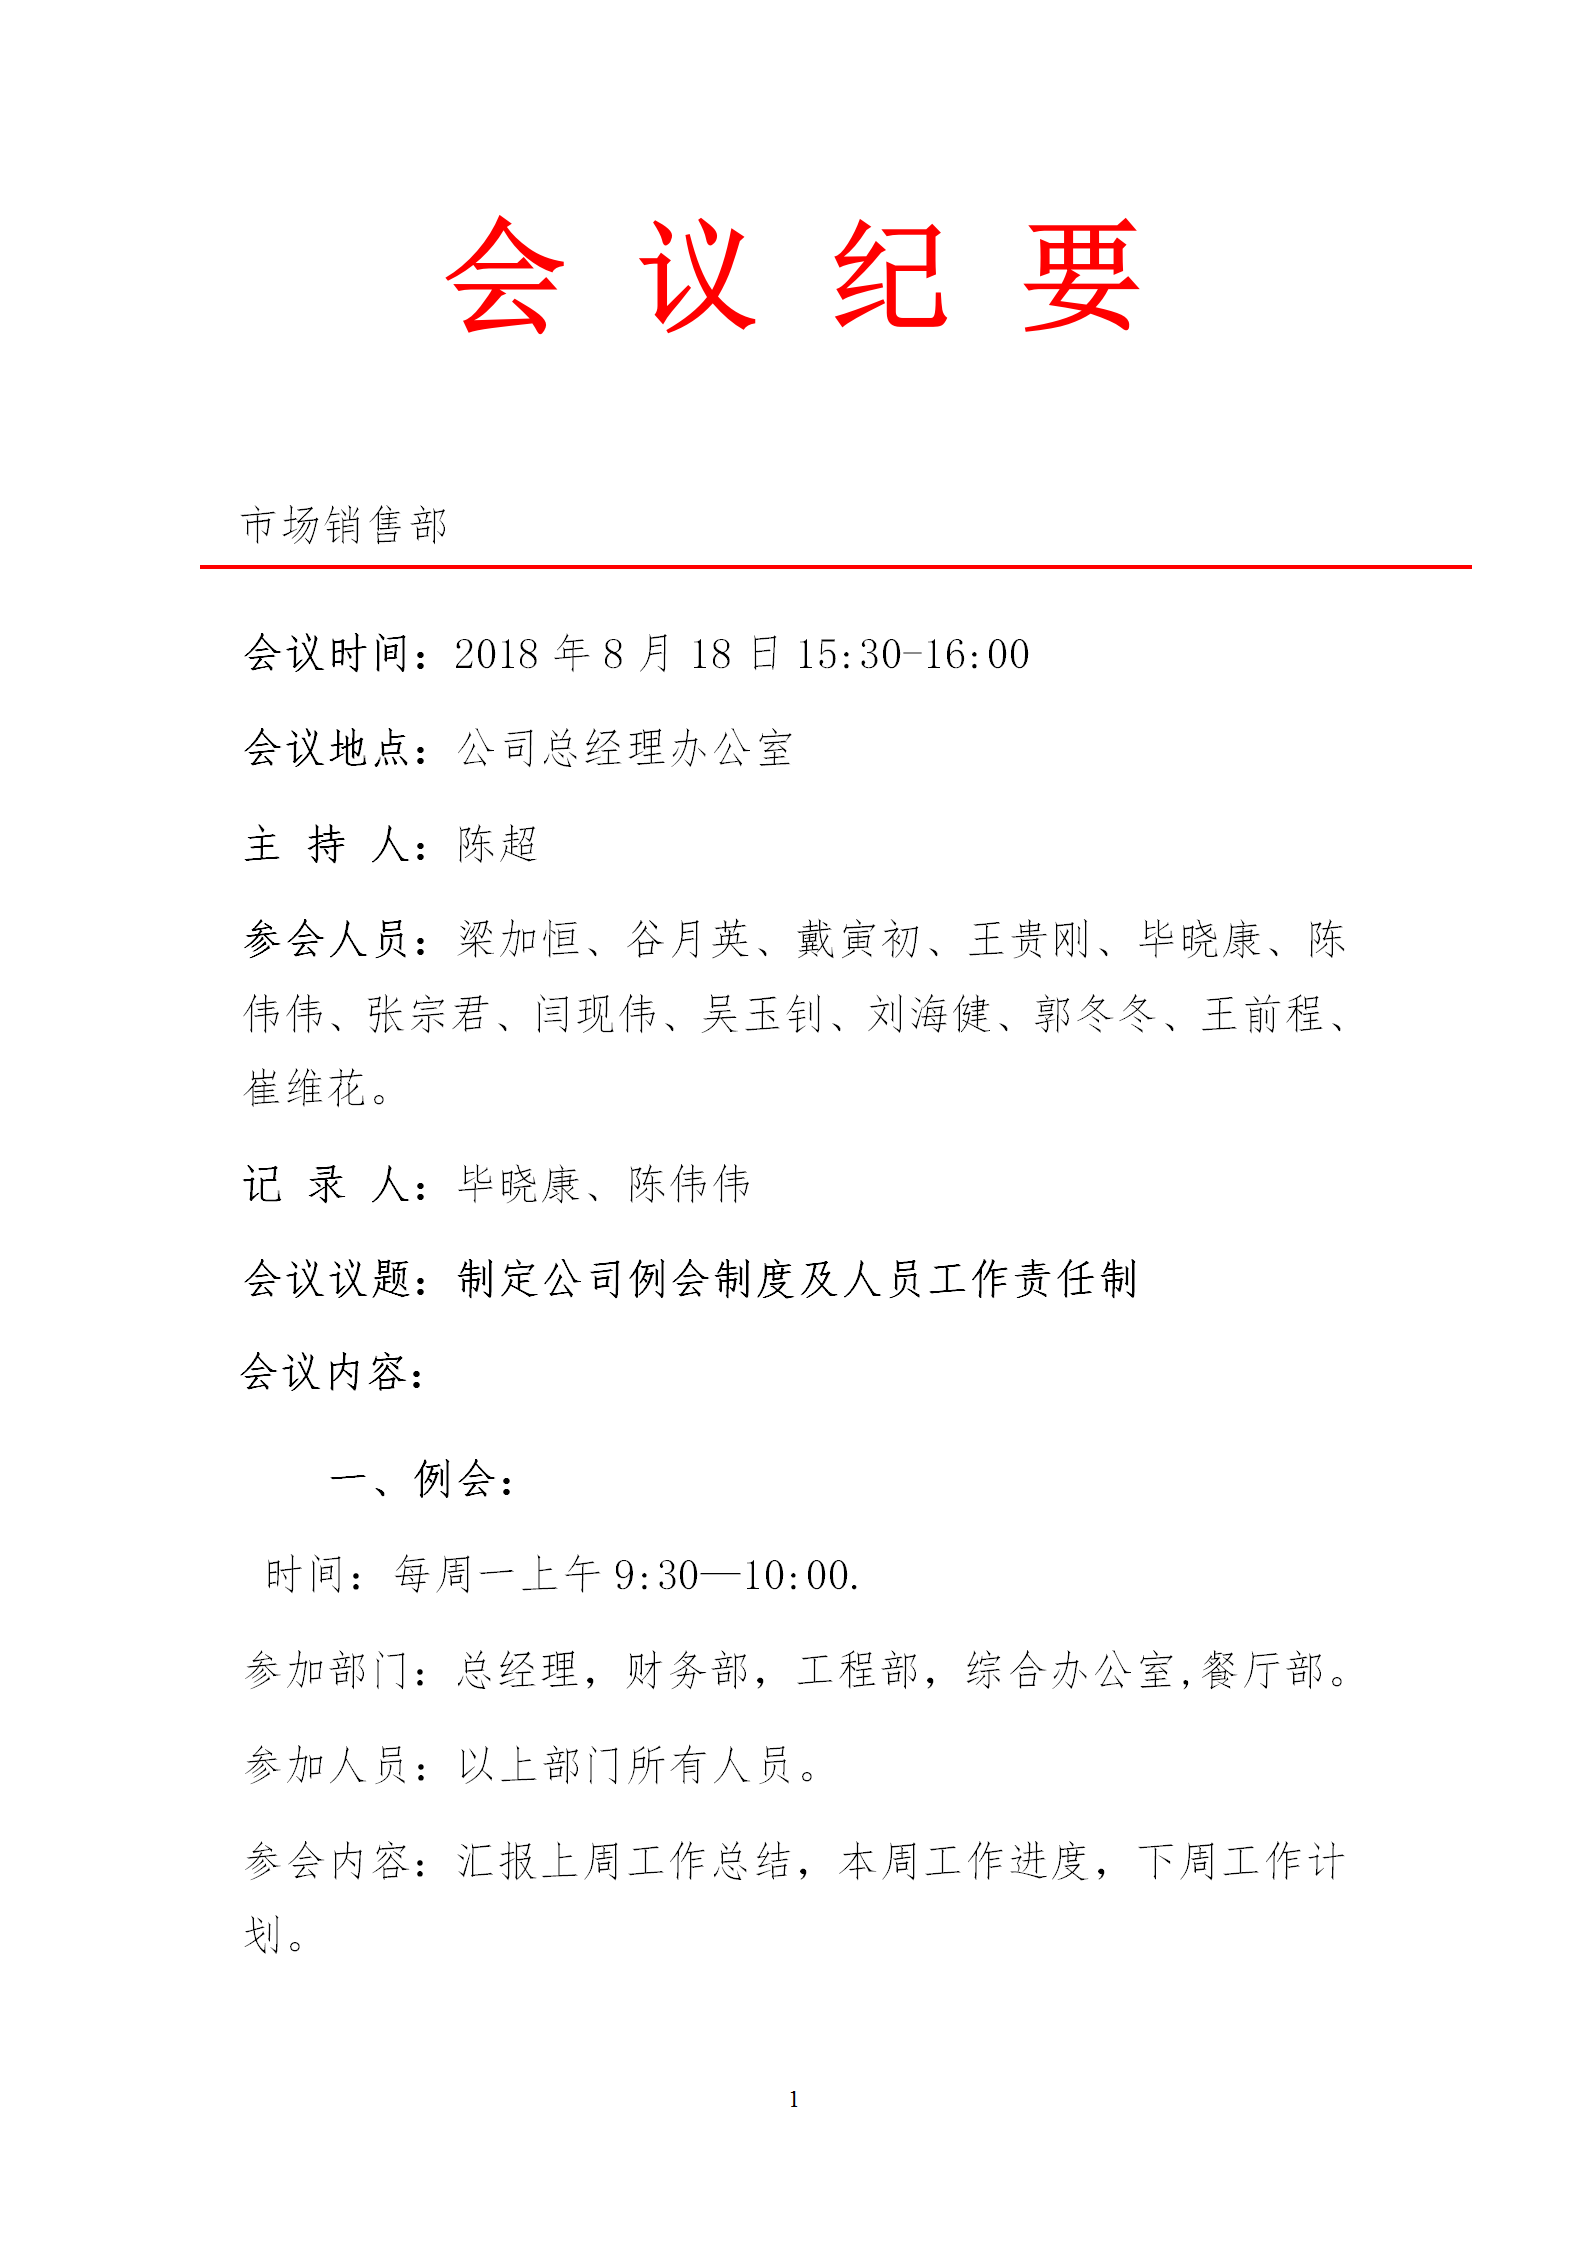 会 议 纪 要
市场销售部
会议时间：2018 年 8 月 18 日 15:30-16:00
会议地点：公司总经理办公室
主 持 人：陈超
参会人员：梁加恒、谷月英、戴寅初、王贵刚、毕晓康、陈
伟伟、张宗君、闫现伟、吴玉钊、刘海健、郭冬冬、王前程、
崔维花。
记 录 人：毕晓康、陈伟伟
会议议题：制定公司例会制度及人员工作责任制
会议内容：
一、例会：
时间：每周一上午 9:30—10:00.
参加部门：总经理，财务部，工程部，综合办公室,餐厅部。
参加人员：以上部门所有人员。
参会内容：汇报上周工作总结，本周工作进度，下周工作计
划。
1